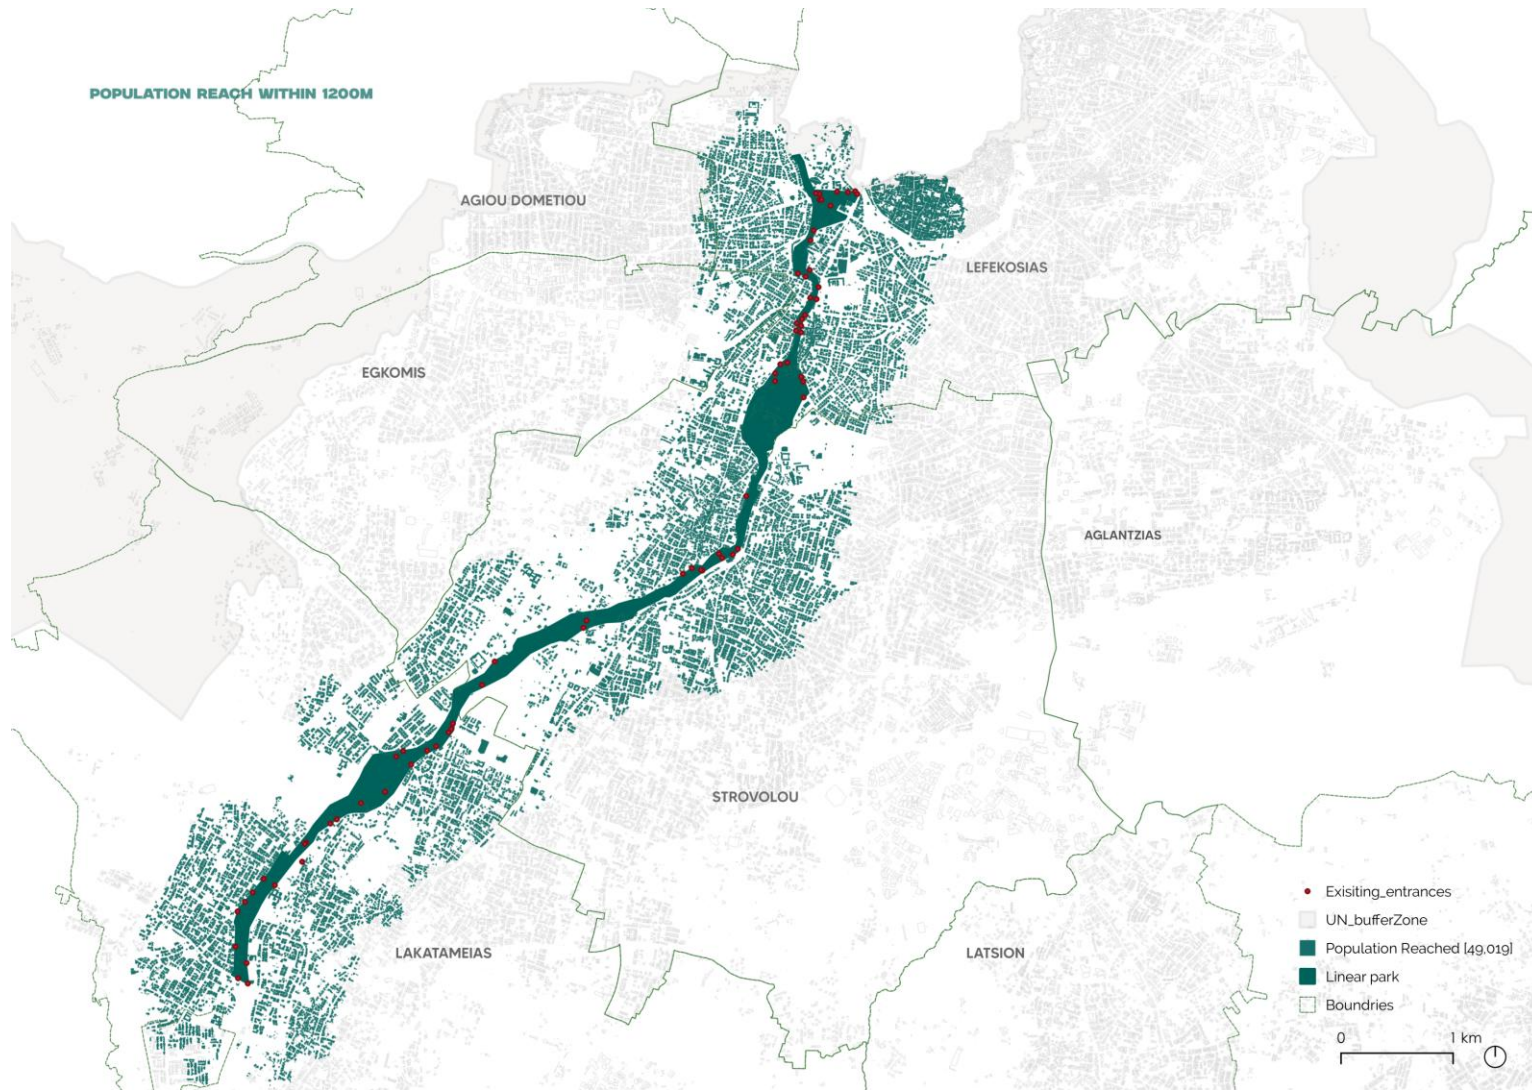 POPULATION REACH WITHIN 1200M
AGIOU DOMETIOU
LEFEKOSIAS
EGKOMIS
AGLANTZIAS
STROVOLOU
LAKATAMEIAS
LATSION
Exisiting_entrances
UN_bufferZone
Population Reached [49,019]
Linear park
Boundries
0 1 km